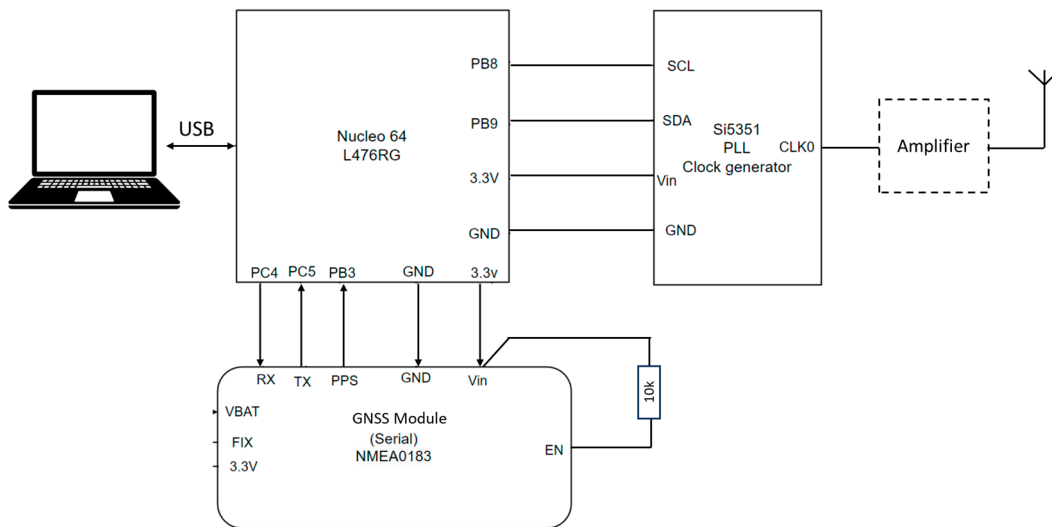 USB
Nucleo 64
L476RG
PB8
PB9
3.3V
GND
PC4
PC5
PB3
GND
3.3v
SCL
SDA
Si5351
PLL
Clock generator
CLK0
Vin
GND
Amplifier
RX
TX
PPS
GND
Vin
VBAT
FIX
3.3V
GNSS Module
(Serial)
NMEA0183
EN
10k